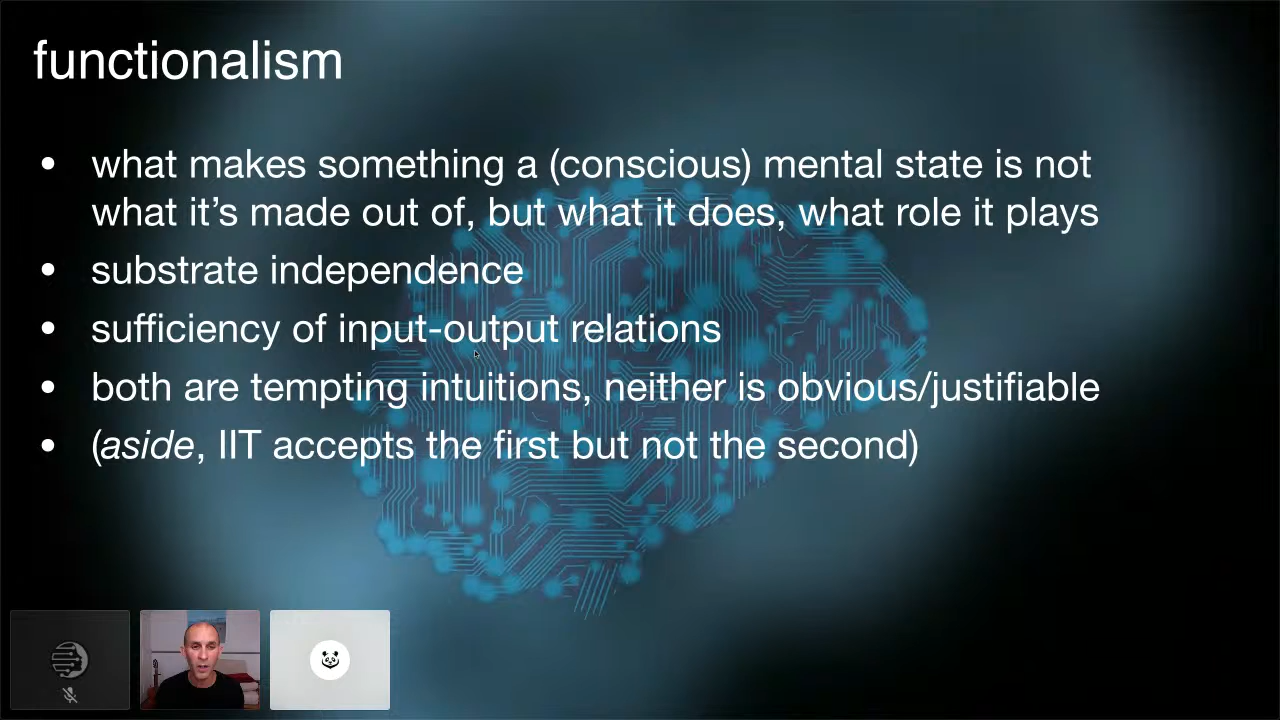 functionalism
• what makes something a (conscious) mental state is not
what it’s made out of, but what it does, what role it plays
• substrate independence
• sufficiency of input-output relations
• both are tempting intuitions, neither is obvious/justifiable
• (aside, IIT accepts the first but not the second)